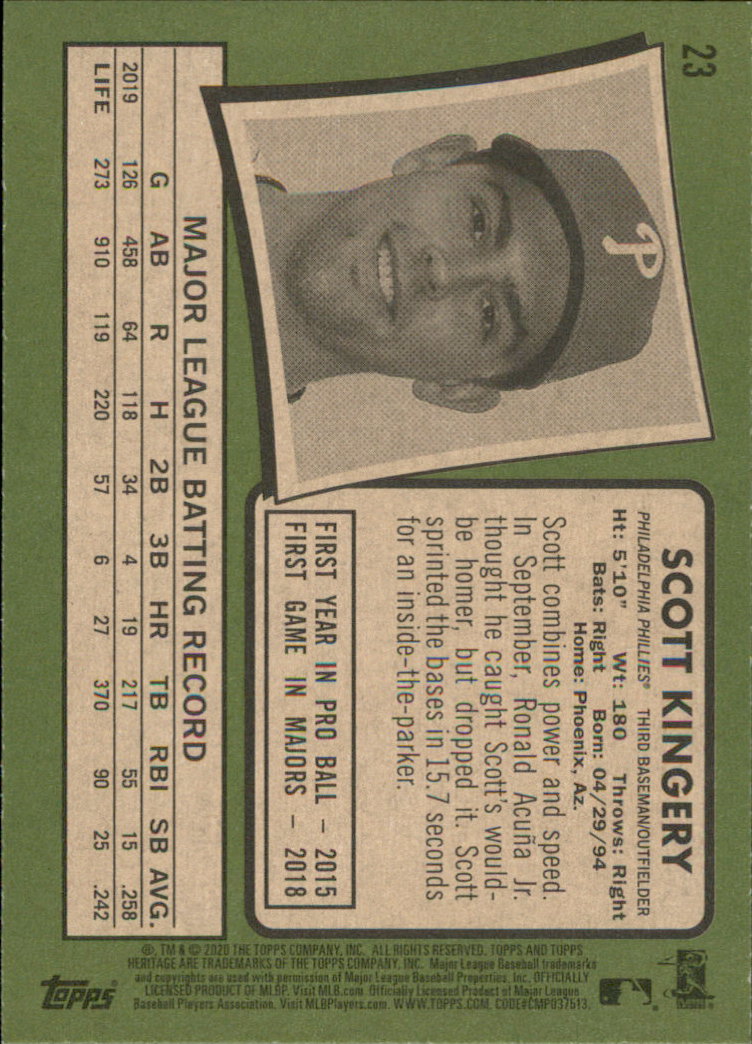 23
P
SCOTT KINGERY
PHILADELPHIA PHILLIES® THIRD BASEMAN/OUTFIELDER
Ht: 5'10" Wt: 180 Throws: Right
Bats: Right Born: 04/29/94
Home: Phoenix, Az.
Scott combines power and speed.
In September, Ronald Acuña Jr.
thought he caught Scott's would-
be homer, but dropped it. Scott
sprinted the bases in 15.7 seconds
for an inside-the-parker.
FIRST YEAR IN PRO BALL – 2015
FIRST GAME IN MAJORS – 2018
MAJOR LEAGUE BATTING RECORD
G AB R H 2B 3B HR TB RBI SB AVG.
2019 126 458 64 118 34 4 19 217 55 15 .258
LIFE 273 910 119 220 57 6 27 370 90 25 .242
®, TM & © 2020 THE TOPPS COMPANY, INC. ALL RIGHTS RESERVED. TOPPS AND TOPPS
HERITAGE ARE TRADEMARKS OF THE TOPPS COMPANY, INC. Major League Baseball trademarks
and copyrights are used with permission of Major League Baseball Properties, Inc. OFFICIALLY
LICENSED PRODUCT OF MLBP. Visit MLB.com. Officially Licensed Product of Major League
Baseball Players Association. Visit MLBPlayers.com. WWW.TOPPS.COM. CODE#CMP037513.
topps